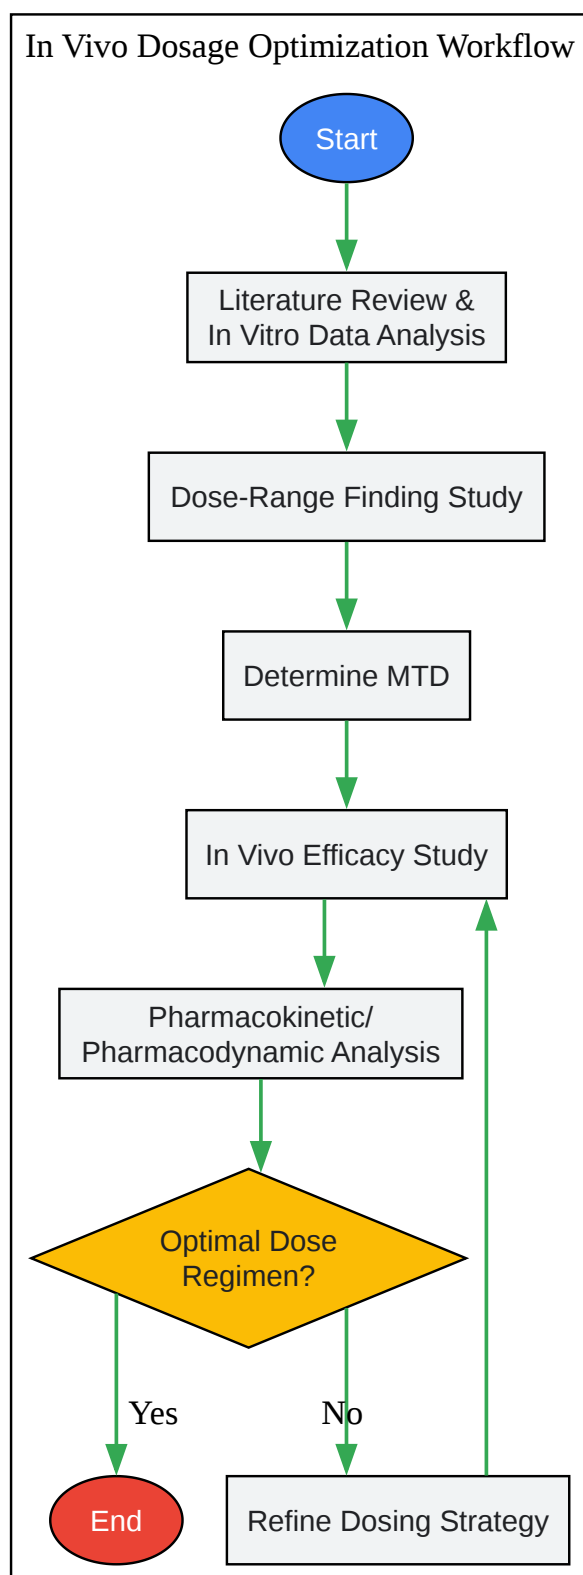 In Vivo Dosage Optimization Workflow
Start
Literature Review &
In Vitro Data Analysis
Dose-Range Finding Study
Determine MTD
In Vivo Efficacy Study
Pharmacokinetic/
Pharmacodynamic Analysis
Optimal Dose
Regimen?
Yes
No
End
Refine Dosing Strategy